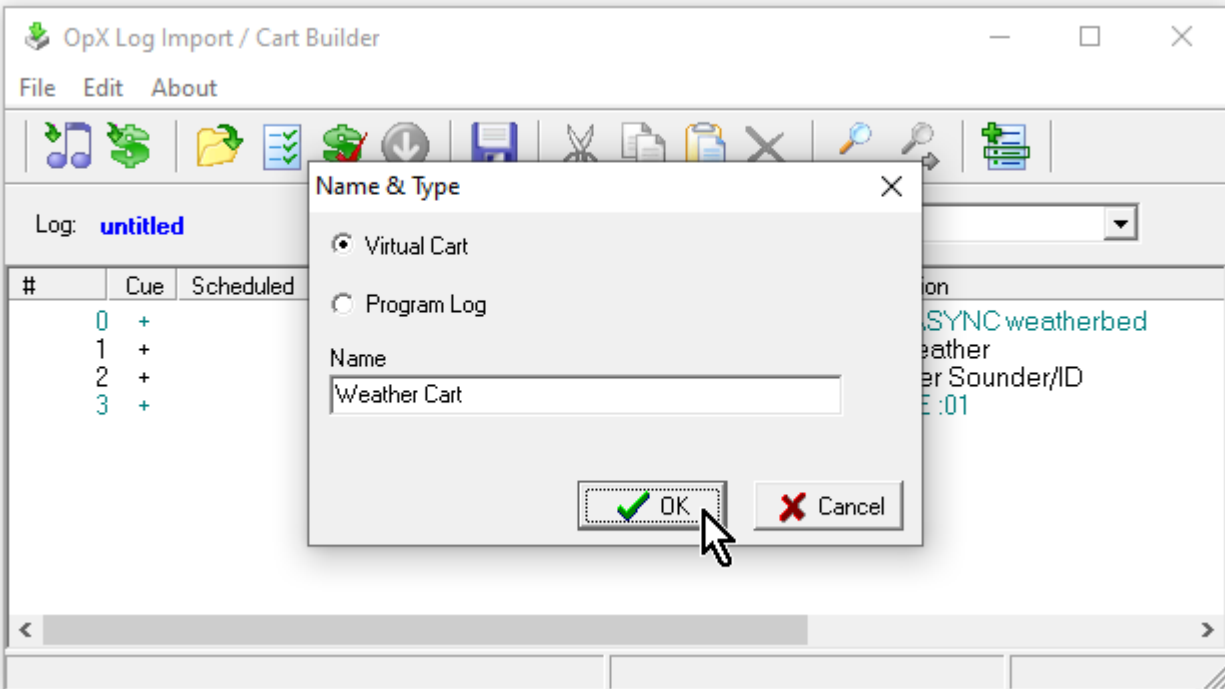 OpX Log Import / Cart Builder
File Edit About
Name & Type
Log: untitled
Virtual Cart
# Cue Scheduled ion
Program Log
0 + ASYNC weatherbed
1 + eather
Name
2 + er Sounder/ID
Weather Cart
3 + E :01
OK Cancel